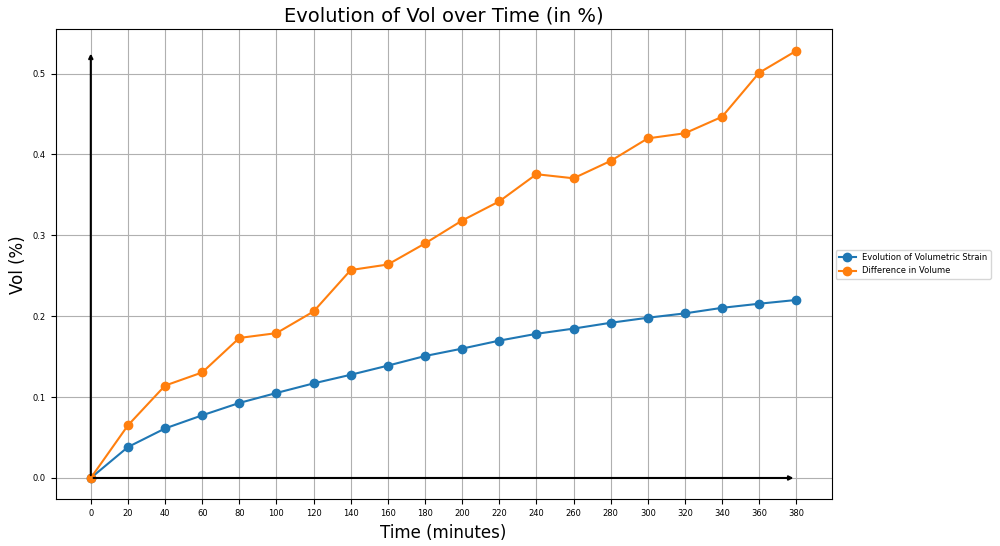 Evolution of Vol over Time (in %)
Vol (%)
0.5
0.4
0.3
0.2
0.1
0.0
0 20 40 60 80 100 120 140 160 180 200 220 240 260 280 300 320 340 360 380
Time (minutes)
Evolution of Volumetric Strain
Difference in Volume